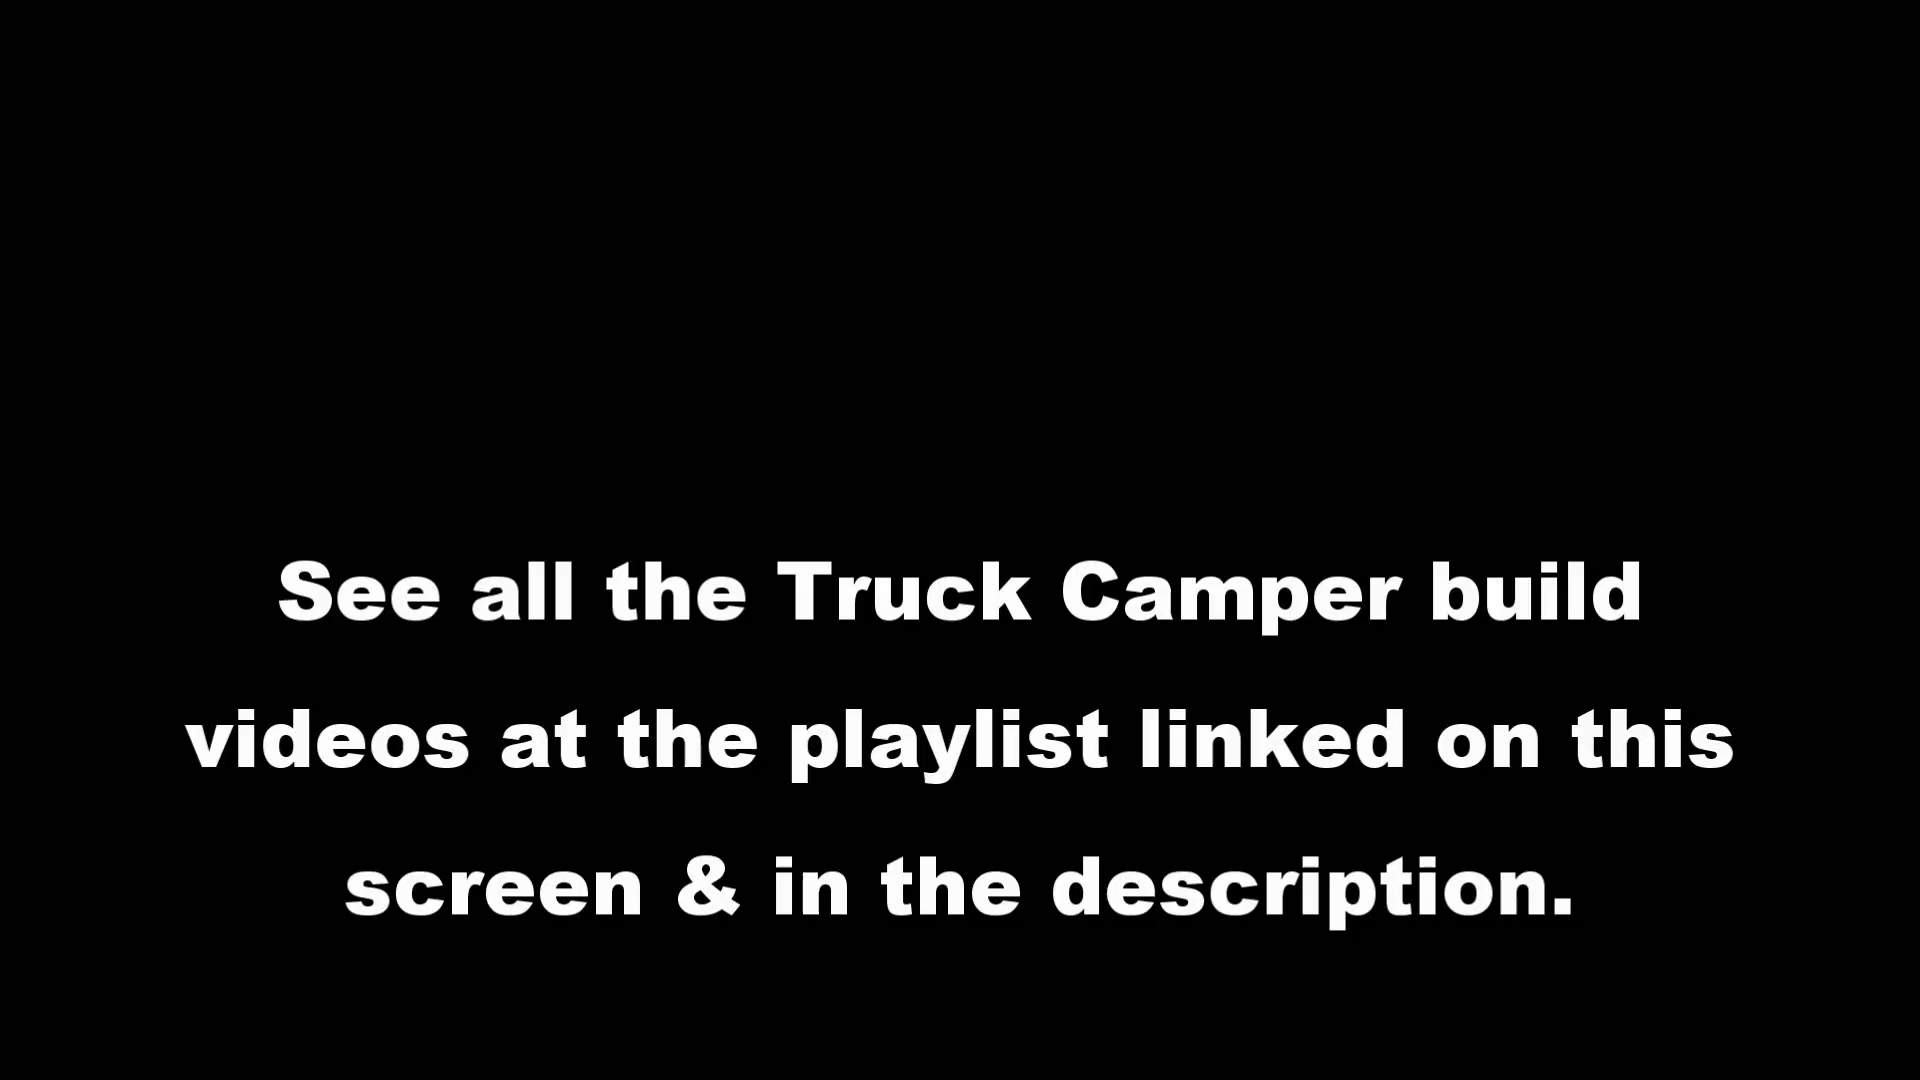 See all the Truck Camper build
videos at the playlist linked on this
screen & in the description.